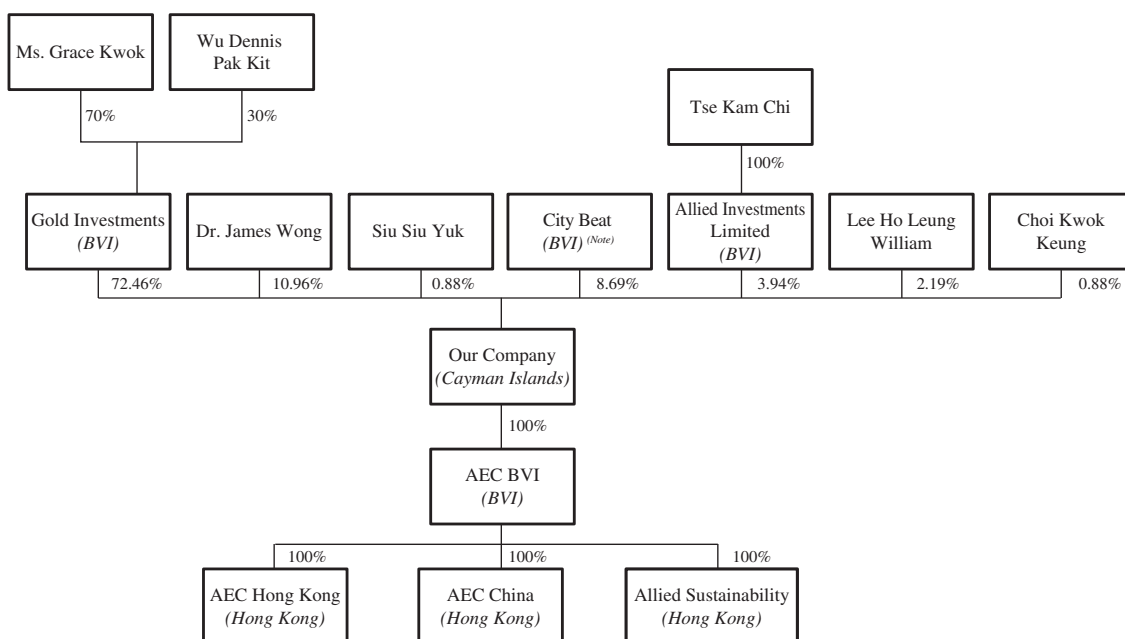 Ms. Grace Kwok
Wu Dennis
Pak Kit
Tse Kam Chi
70%
30%
100%
Gold Investments
(BVI)
Dr. James Wong
Siu Siu Yuk
City Beat
(BVI) (Note)
Allied Investments
Limited
(BVI)
Lee Ho Leung
William
Choi Kwok
Keung
72.46%
10.96%
0.88%
8.69%
3.94%
2.19%
0.88%
Our Company
(Cayman Islands)
100%
AEC BVI
(BVI)
100%
100%
100%
AEC Hong Kong
(Hong Kong)
AEC China
(Hong Kong)
Allied Sustainability
(Hong Kong)